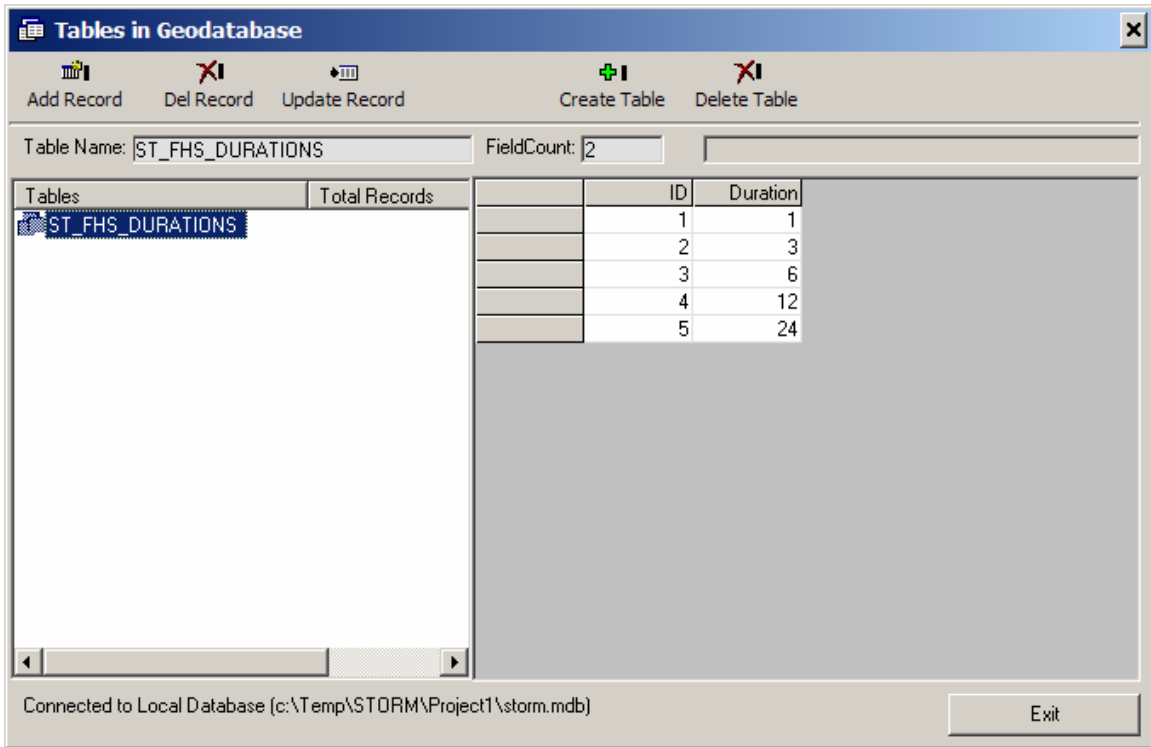 Tables in Geodatabase
Add Record Del Record Update Record Create Table Delete Table
Table Name: ST_FHS_DURATIONS FieldCount: 2
Tables Total Records
ST_FHS_DURATIONS
ID Duration
1 1
2 3
3 6
4 12
5 24
Connected to Local Database (c:\Temp\STORM\Project1\storm.mdb)
Exit